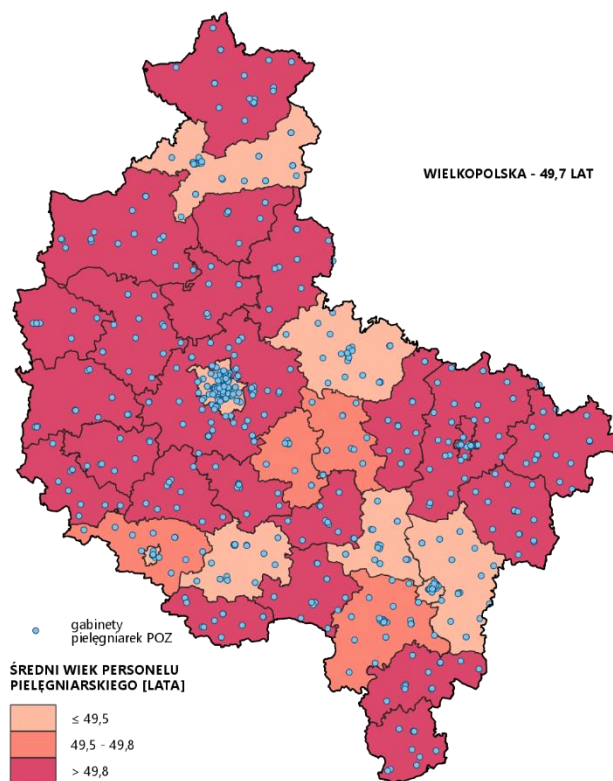 WIELKOPOLSKA - 49,7 LAT
gabinety
pielęgniarek POZ
ŚREDNI WIEK PERSONELU
PIELĘGNIARSKIEGO [LATA]
≤ 49,5
49,5 - 49,8
> 49,8